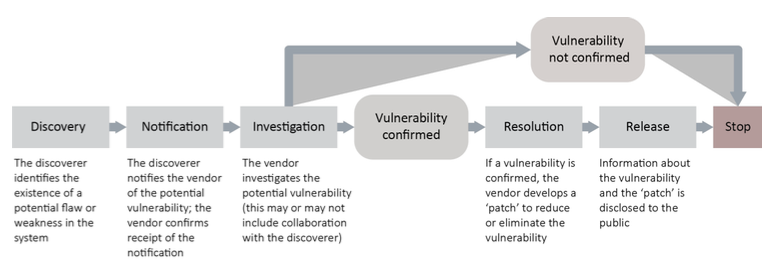 Vulnerability
not confirmed
Discovery
Notification
Investigation
Vulnerability
confirmed
Resolution
Release
Stop
The discoverer
identifies the
existence of a
potential flaw or
weakness in the
system
The discoverer
notifies the vendor
of the potential
vulnerability; the
vendor confirms
receipt of the
notification
The vendor
investigates the
potential vulnerability
(this may or may not
include collaboration
with the discoverer)
If a vulnerability is
confirmed, the
vendor develops a
‘patch’ to reduce
or eliminate the
vulnerability
Information about
the vulnerability
and the ‘patch’ is
disclosed to the
public